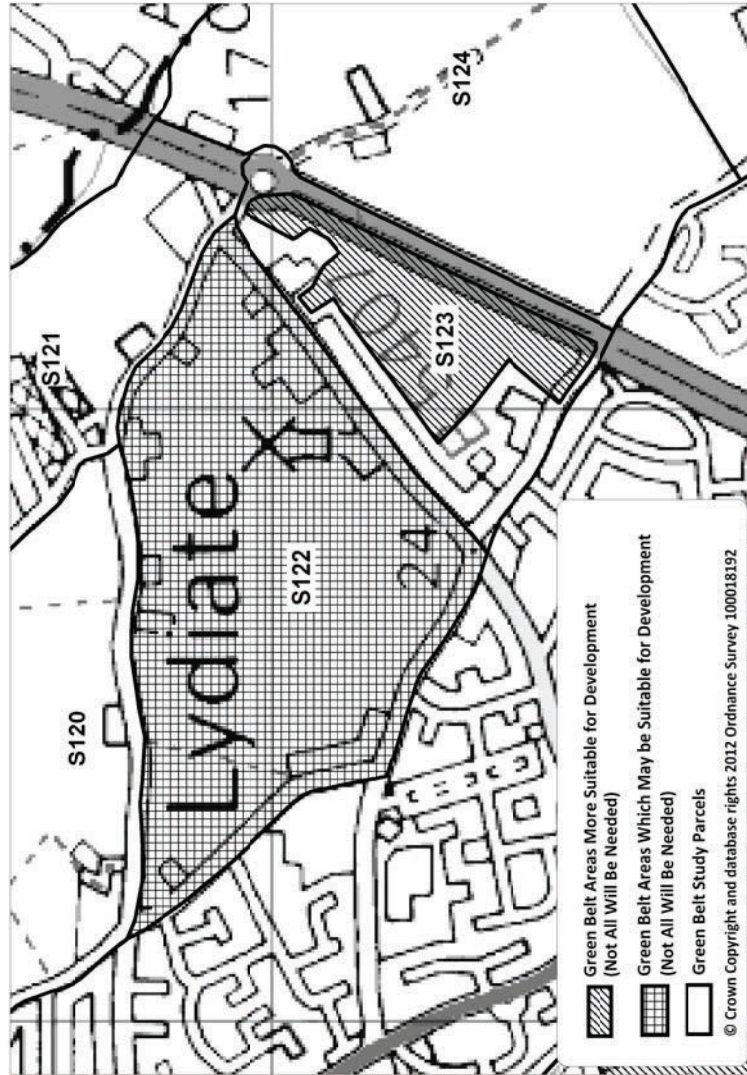 S124
17
S121
S123
Lydiate
S122
24
S120
Green Belt Areas More Suitable for Development
(Not All Will Be Needed)
Green Belt Areas Which May be Suitable for Development
(Not All Will Be Needed)
Green Belt Study Parcels
© Crown Copyright and database rights 2012 Ordnance Survey 100018192